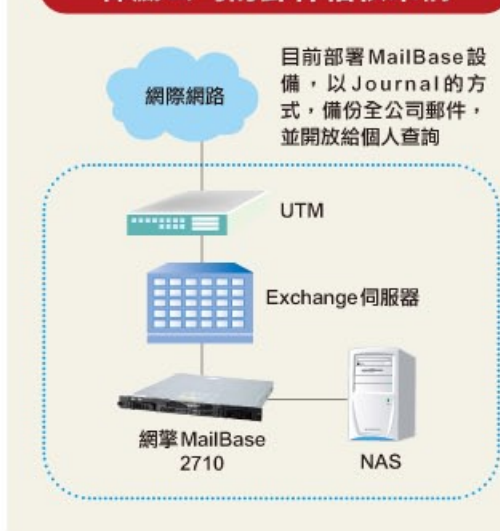 網際網路
目前部署MailBase設
備，以Journal的方
式，備份全公司郵件，
並開放給個人查詢
UTM
Exchange伺服器
網擎MailBase
2710
NAS